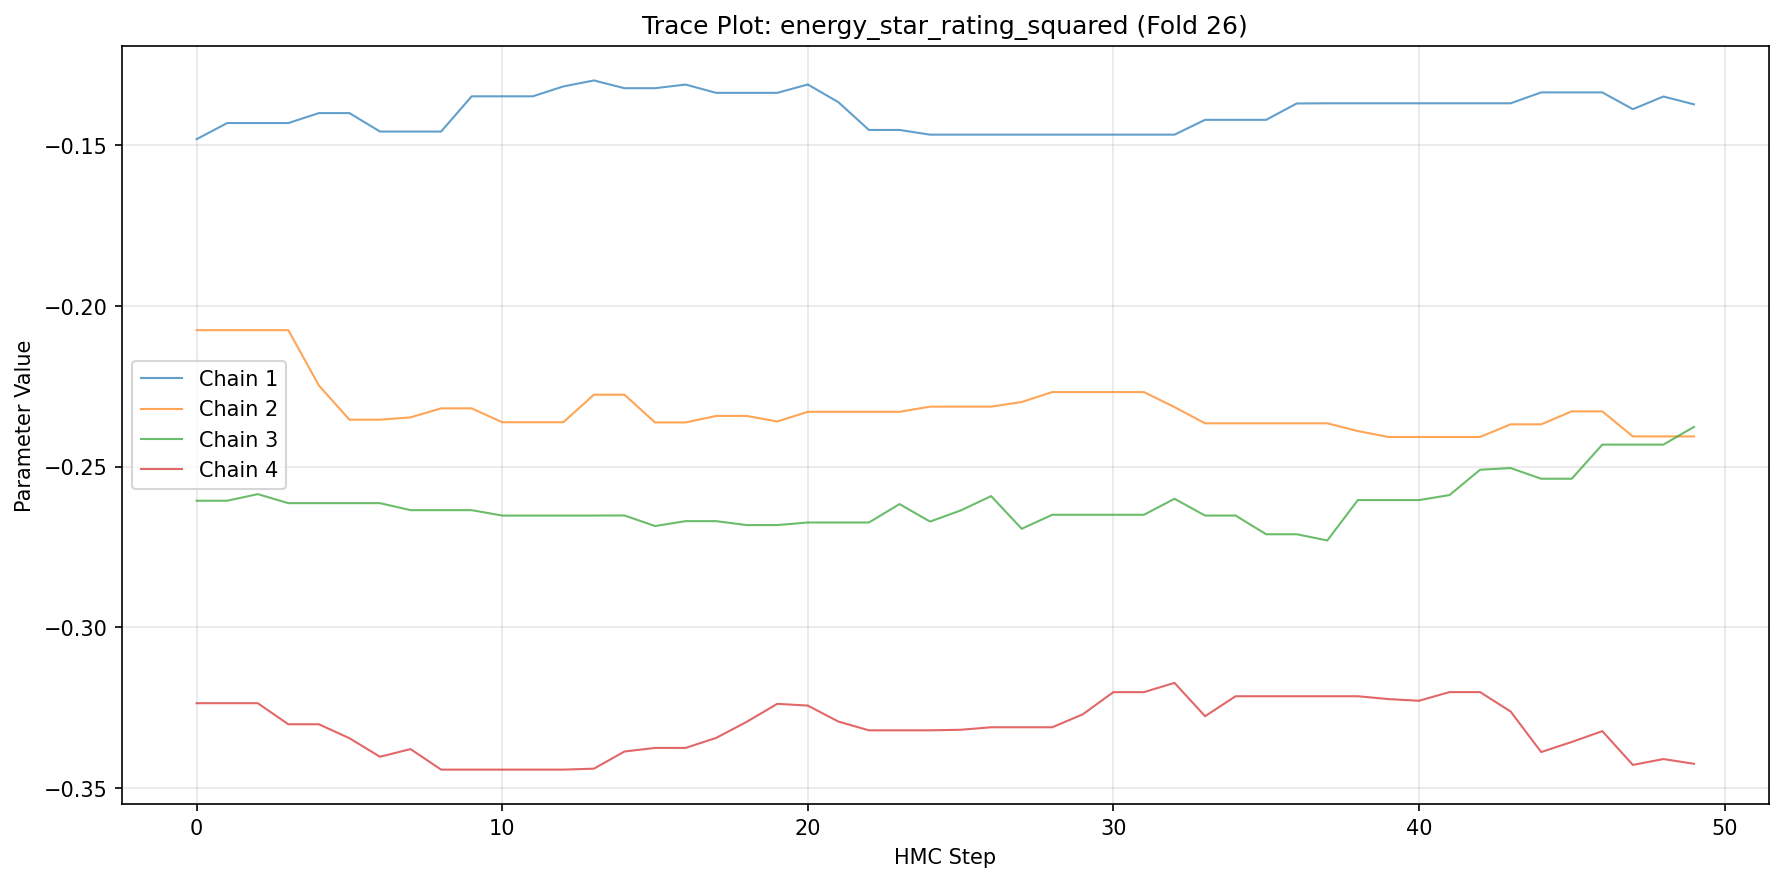 Trace Plot: energy_star_rating_squared (Fold 26)
Parameter Value
−0.15
−0.20
−0.25
−0.30
−0.35
Chain 1
Chain 2
Chain 3
Chain 4
0 10 20 30 40 50
HMC Step